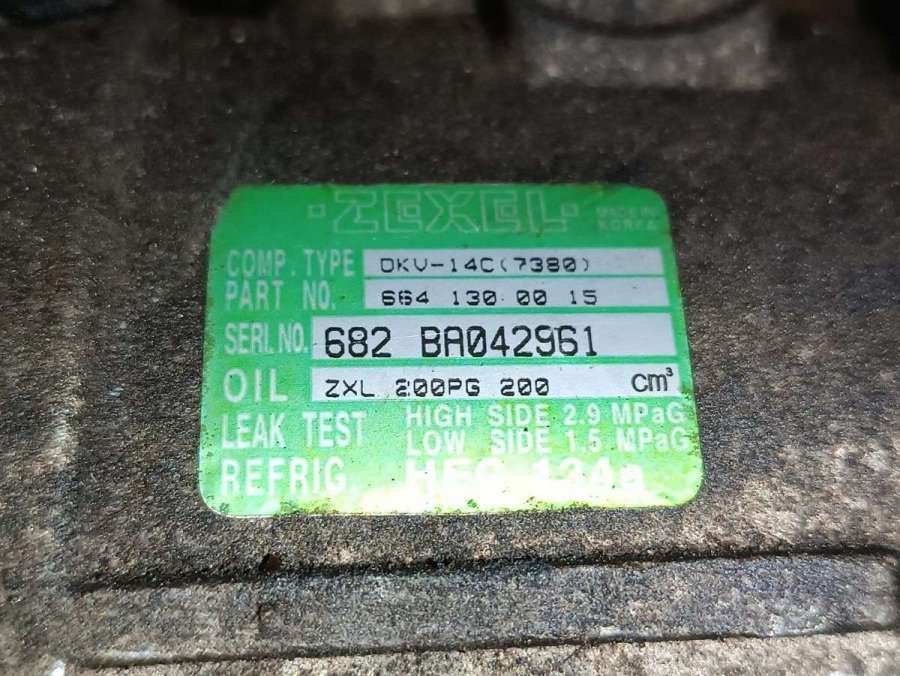 ZEXEL
MADE IN
KOREA
COMP. TYPE DKV-14C(7380)
PART NO. 664 130 00 15
SERI.NO. 682 BA042961
OIL ZXL 200PG 200 cm³
LEAK TEST HIGH SIDE 2.9 MPaG
LOW SIDE 1.5 MPaG
REFRIG. HFC 134a